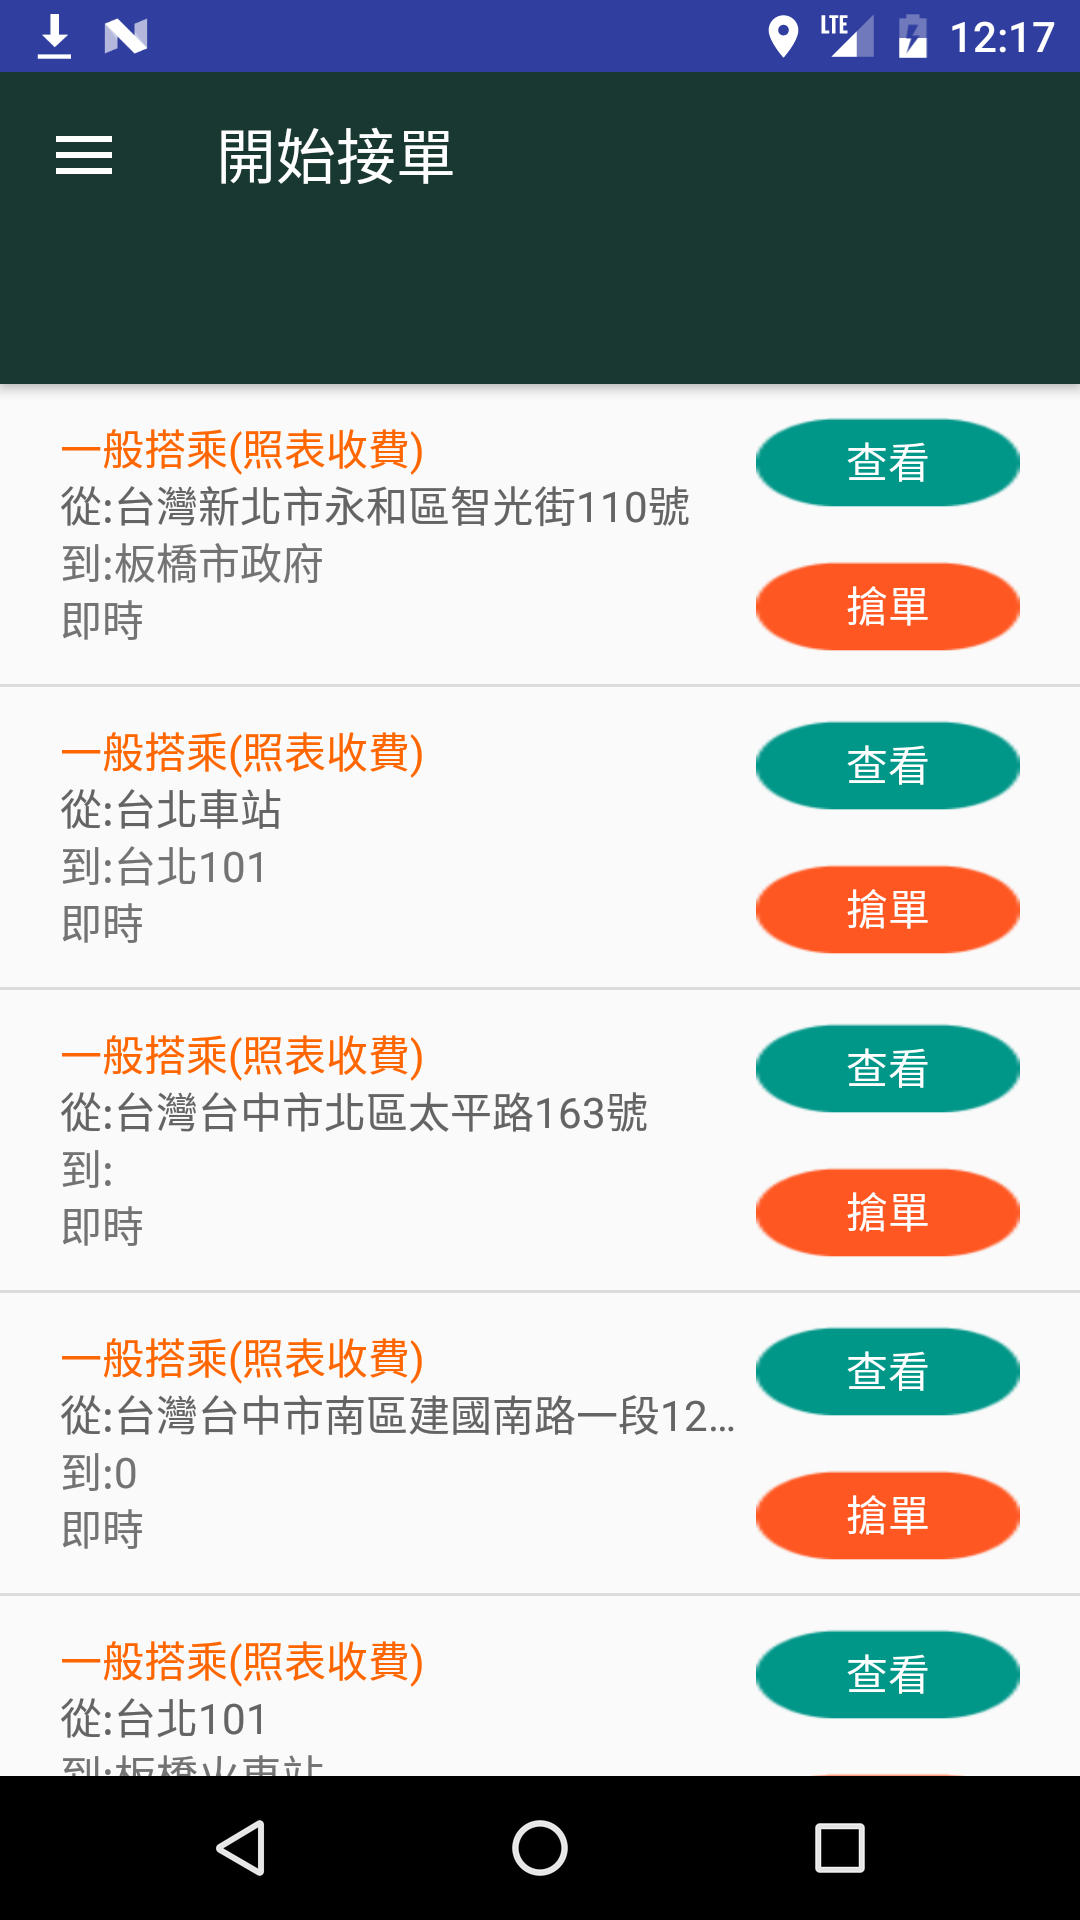 LTE 12:17
開始接單
一般搭乘(照表收費)
從:台灣新北市永和區智光街110號
到:板橋市政府
即時
查看
搶單
一般搭乘(照表收費)
從:台北車站
到:台北101
即時
查看
搶單
一般搭乘(照表收費)
從:台灣台中市北區太平路163號
到:
即時
查看
搶單
一般搭乘(照表收費)
從:台灣台中市南區建國南路一段12...
到:0
即時
查看
搶單
一般搭乘(照表收費)
從:台北101
到:板橋火車站
查看